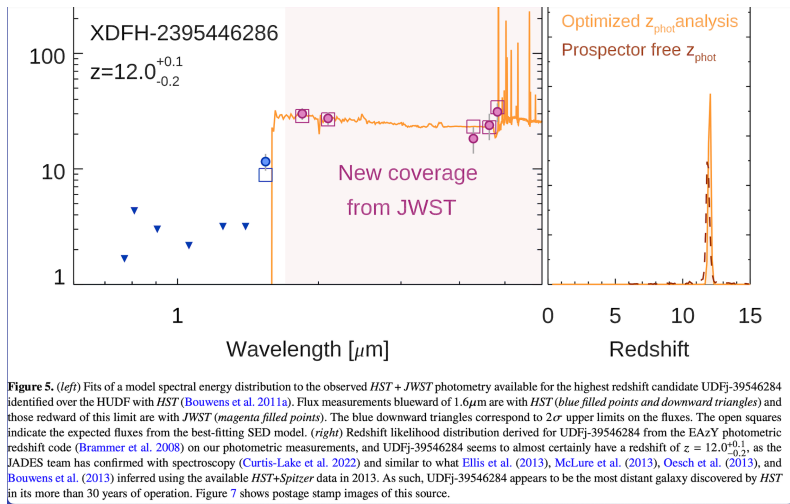 XDFH-2395446286
z=12.0+0.1-0.2
100
10
1
New coverage
from JWST
1
Wavelength [μm]
Optimized zphotanalysis
Prospector free zphot
0 5 10 15
Redshift
Figure 5. (left) Fits of a model spectral energy distribution to the observed HST + JWST photometry available for the highest redshift candidate UDFj-39546284
identified over the HUDF with HST (Bouwens et al. 2011a). Flux measurements blueward of 1.6μm are with HST (blue filled points and downward triangles) and
those redward of this limit are with JWST (magenta filled points). The blue downward triangles correspond to 2σ upper limits on the fluxes. The open squares
indicate the expected fluxes from the best-fitting SED model. (right) Redshift likelihood distribution derived for UDFj-39546284 from the EAzY photometric
redshift code (Brammer et al. 2008) on our photometric measurements, and UDFj-39546284 seems to almost certainly have a redshift of z = 12.0+0.1−0.2, as the
JADES team has confirmed with spectroscopy (Curtis-Lake et al. 2022) and similar to what Ellis et al. (2013), McLure et al. (2013), Oesch et al. (2013), and
Bouwens et al. (2013) inferred using the available HST+Spitzer data in 2013. As such, UDFj-39546284 appears to be the most distant galaxy discovered by HST
in its more than 30 years of operation. Figure 7 shows postage stamp images of this source.